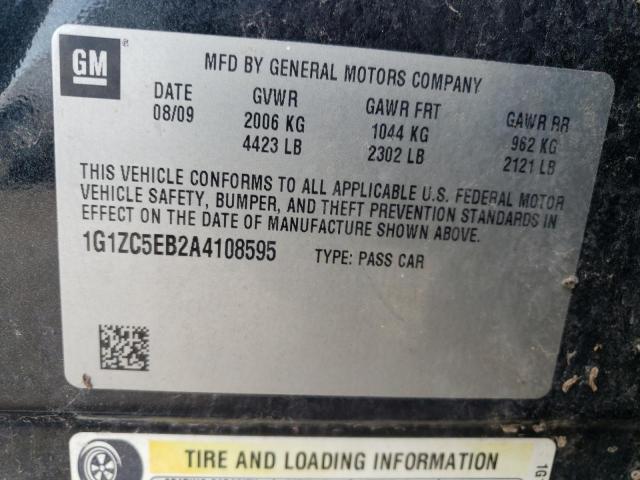 GM
MFD BY GENERAL MOTORS COMPANY
DATE GVWR GAWR FRT GAWR RR
08/09 2006 KG 1044 KG 962 KG
4423 LB 2302 LB 2121 LB
THIS VEHICLE CONFORMS TO ALL APPLICABLE U.S. FEDERAL MOTOR
VEHICLE SAFETY, BUMPER, AND THEFT PREVENTION STANDARDS IN
EFFECT ON THE DATE OF MANUFACTURE SHOWN ABOVE.
1G1ZC5EB2A4108595 TYPE: PASS CAR
TIRE AND LOADING INFORMATION
1G